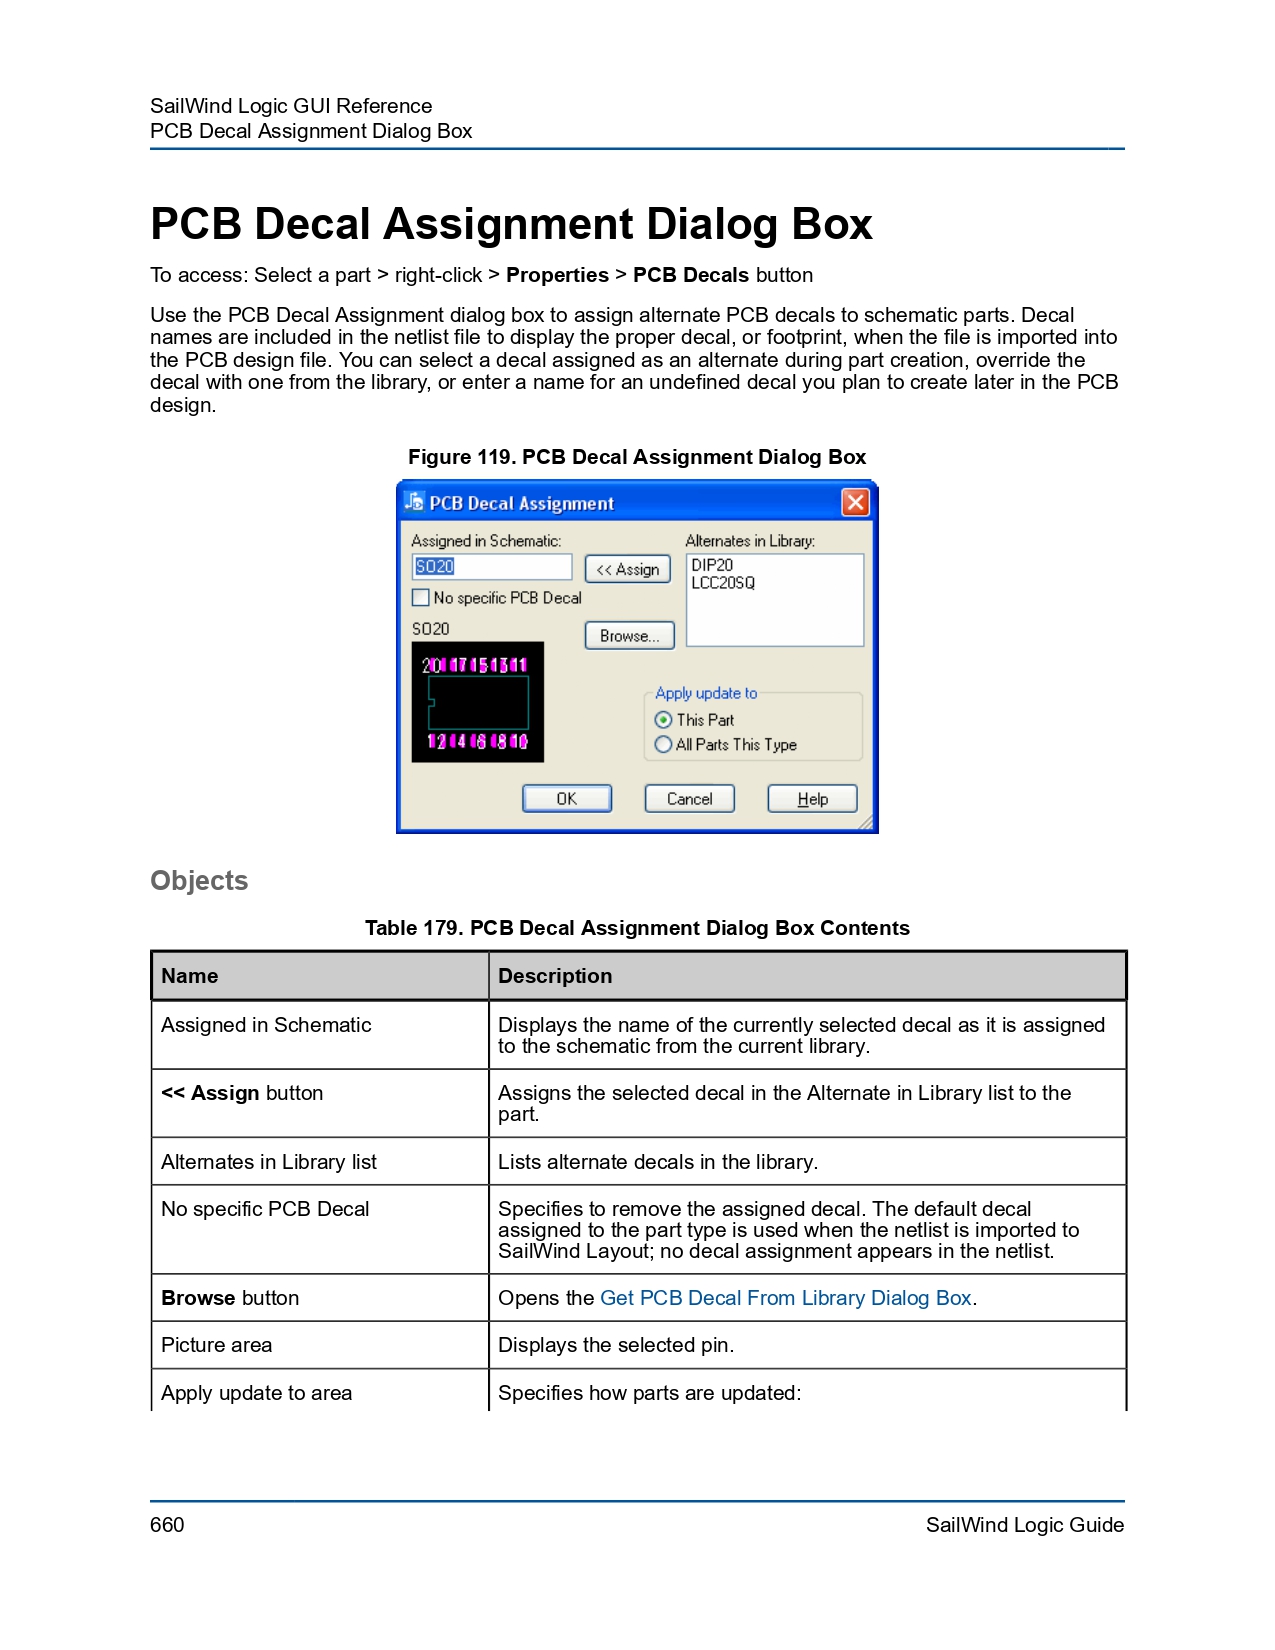 SailWind Logic GUI Reference
PCB Decal Assignment Dialog Box
PCB Decal Assignment Dialog Box
To access: Select a part > right-click > Properties > PCB Decals button
Use the PCB Decal Assignment dialog box to assign alternate PCB decals to schematic parts. Decal
names are included in the netlist file to display the proper decal, or footprint, when the file is imported into
the PCB design file. You can select a decal assigned as an alternate during part creation, override the
decal with one from the library, or enter a name for an undefined decal you plan to create later in the PCB
design.
Figure 119. PCB Decal Assignment Dialog Box
PCB Decal Assignment
Assigned in Schematic:
SO20
<< Assign
Alternates in Library:
DIP20
LCC20SQ
No specific PCB Decal
SO20
Browse...
20 17 15 13 11
1 2 4 6 8 10
Apply update to
This Part
All Parts This Type
OK
Cancel
Help
Objects
Table 179. PCB Decal Assignment Dialog Box Contents
Name
Description
Assigned in Schematic
Displays the name of the currently selected decal as it is assigned
to the schematic from the current library.
<< Assign button
Assigns the selected decal in the Alternate in Library list to the
part.
Alternates in Library list
Lists alternate decals in the library.
No specific PCB Decal
Specifies to remove the assigned decal. The default decal
assigned to the part type is used when the netlist is imported to
SailWind Layout; no decal assignment appears in the netlist.
Browse button
Opens the Get PCB Decal From Library Dialog Box.
Picture area
Displays the selected pin.
Apply update to area
Specifies how parts are updated:
660
SailWind Logic Guide